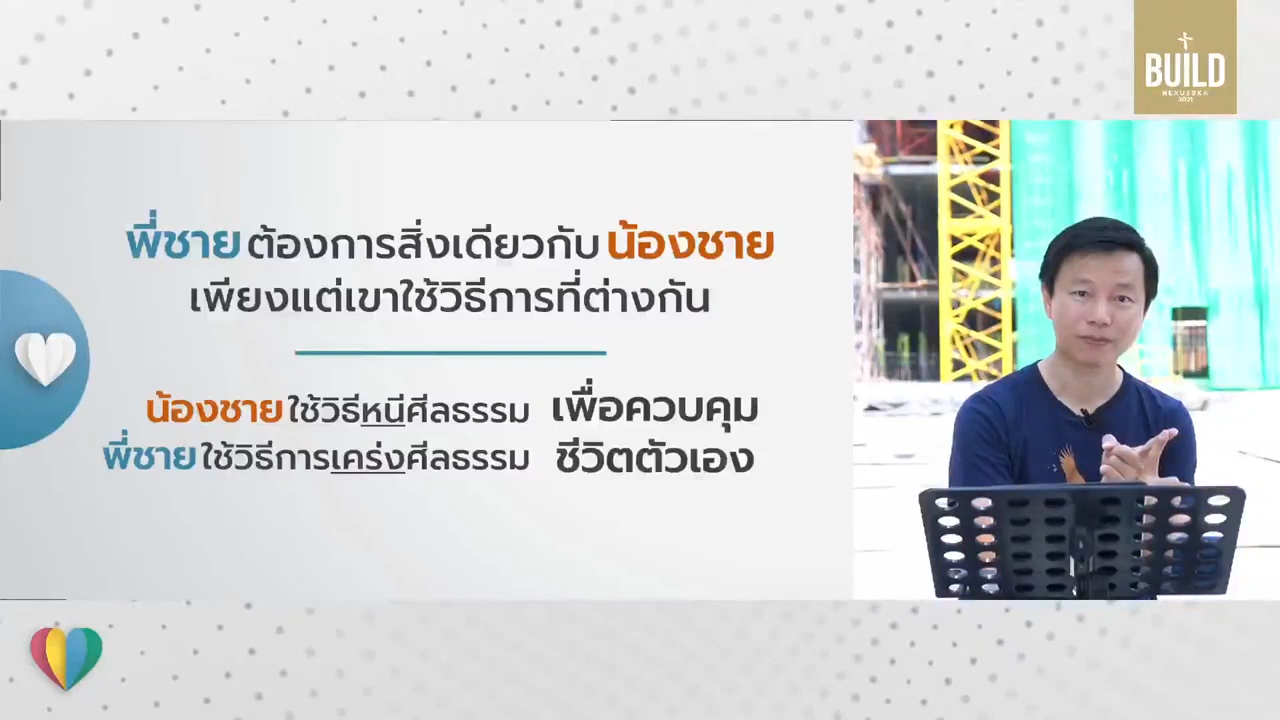 BUILD
NEXUSBKK
2021
พี่ชายต้องการสิ่งเดียวกับน้องชาย
เพียงแต่เขาใช้วิธีการที่ต่างกัน
น้องชายใช้วิธีหนีศีลธรรม
พี่ชายใช้วิธีการเคร่งศีลธรรม
เพื่อควบคุม
ชีวิตตัวเอง